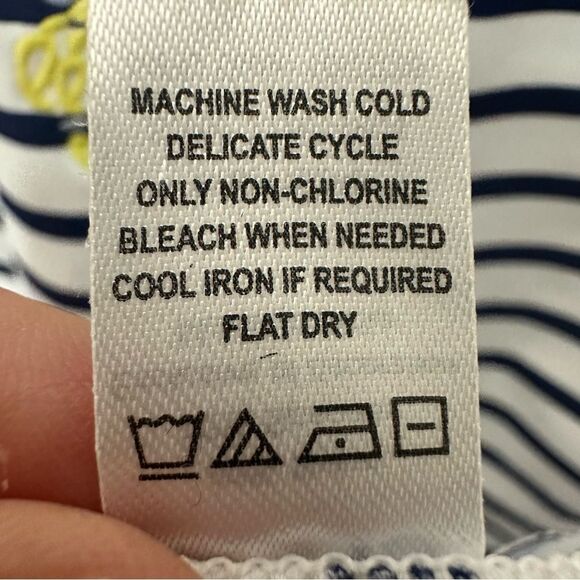 MACHINE WASH COLD
DELICATE CYCLE
ONLY NON-CHLORINE
BLEACH WHEN NEEDED
COOL IRON IF REQUIRED
FLAT DRY